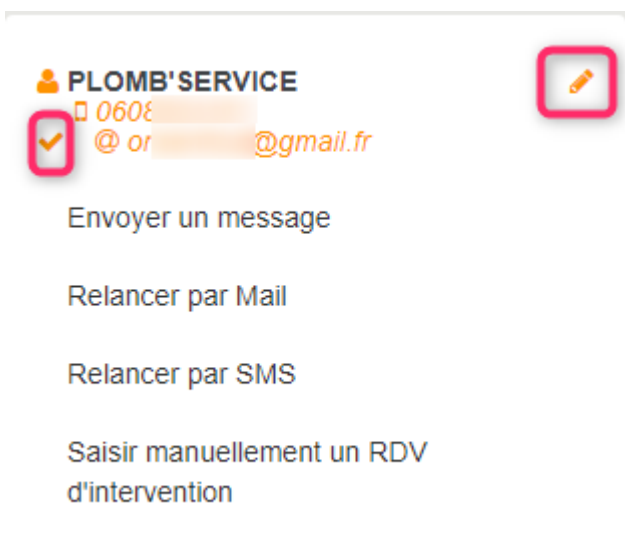 PLOMB'SERVICE
0608
@ or @gmail.fr
Envoyer un message
Relancer par Mail
Relancer par SMS
Saisir manuellement un RDV
d'intervention